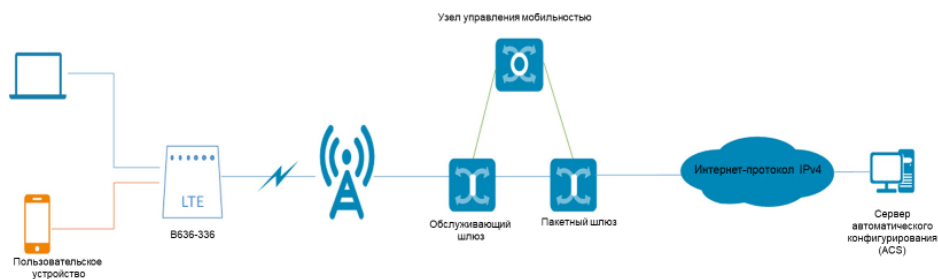 Узел управления мобильностью
LTE
B636-336
Пользовательское
устройство
Обслуживающий
шлюз
Пакетный шлюз
Интернет-протокол IPv4
Сервер
автоматического
конфигурирования
(ACS)